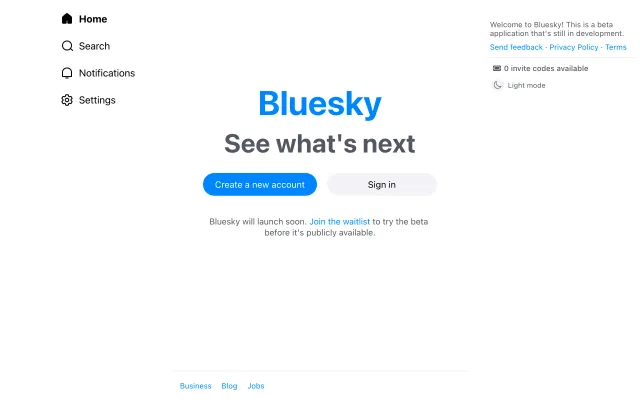 Home
Search
Notifications
Settings
Bluesky
See what's next
Create a new account
Sign in
Bluesky will launch soon. Join the waitlist to try the beta
before it's publicly available.
Business Blog Jobs
Welcome to Bluesky! This is a beta
application that's still in development.
Send feedback · Privacy Policy · Terms
0 invite codes available
Light mode